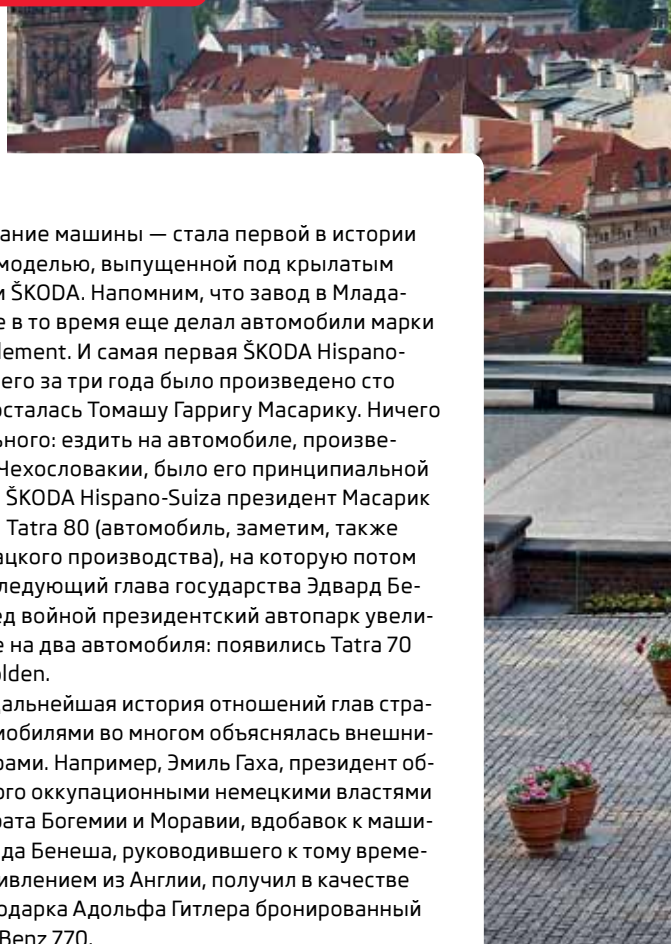 ание машины — стала первой в истории
моделью, выпущенной под крылатым
и ŠKODA. Напомним, что завод в Млада-
е в то время еще делал автомобили марки
lement. И самая первая ŠKODA Hispano-
его за три года было произведено сто
осталась Томашу Гарригу Масарику. Ничего
ьного: ездить на автомобиле, произве-
Чехословакии, было его принципиальной
ŠKODA Hispano-Suiza президент Масарик
Tatra 80 (автомобиль, заметим, также
ацкого производства), на которую потом
ледующий глава государства Эдвард Бе-
ед войной президентский автопарк увели-
е на два автомобиля: появились Tatra 70
olden.
дальнейшая история отношений глав стра-
мобилями во многом объяснялась внешни-
рами. Например, Эмиль Гаха, президент об-
ого оккупационными немецкими властями
рата Богемии и Моравии, вдобавок к маши-
да Бенеша, руководившего к тому време-
ивлением из Англии, получил в качестве
одарка Адольфа Гитлера бронированный
Benz 770.